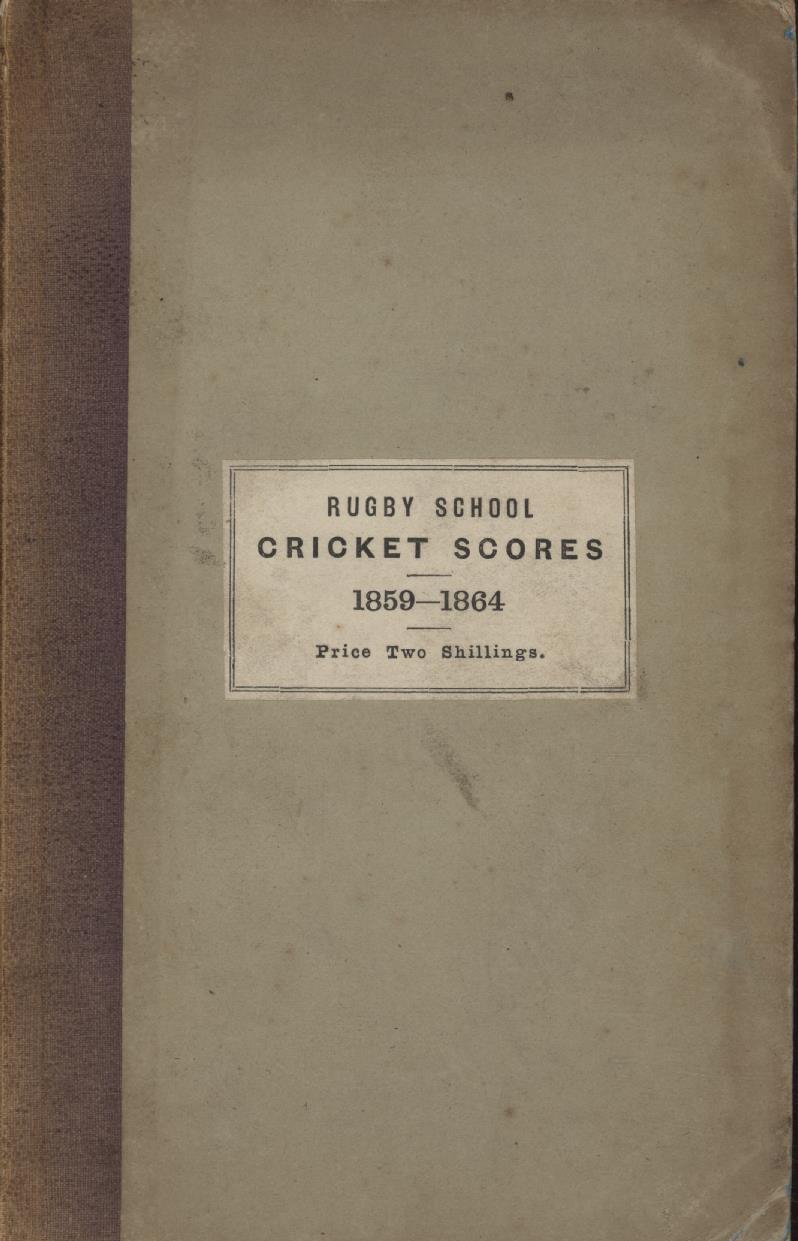 RUGBY SCHOOL
CRICKET SCORES
1859—1864
Price Two Shillings.